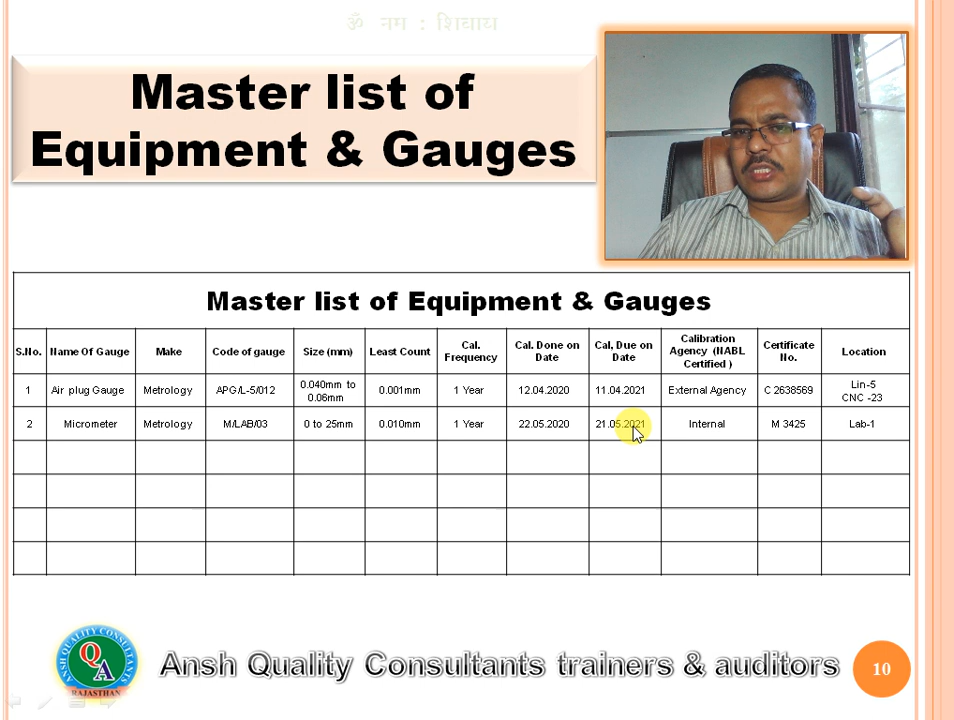 ॐ नम : शिवाय
Master list of
Equipment & Gauges
Master list of Equipment & Gauges
S.No. Name Of Gauge Make Code of gauge Size (mm) Least Count Cal. Frequency Cal. Done on Date Cal, Due on Date Calibration Agency (NABL Certified ) Certificate No. Location
1 Air plug Gauge Metrology APG/L-5/012 0.040mm to 0.06mm 0.001mm 1 Year 12.04.2020 11.04.2021 External Agency C 2638569 Lin-5 CNC -23
2 Micrometer Metrology M/LAB/03 0 to 25mm 0.010mm 1 Year 22.05.2020 21.05.2021 Internal M 3425 Lab-1
ANSH QUALITY CONSULTANTS
QA
RAJASTHAN
Ansh Quality Consultants trainers & auditors
10